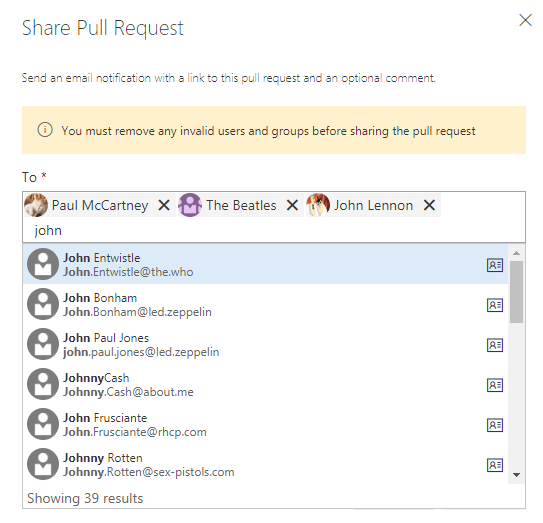 Share Pull Request
Send an email notification with a link to this pull request and an optional comment.
You must remove any invalid users and groups before sharing the pull request
To *
Paul McCartney The Beatles John Lennon
john
John Entwistle
John.Entwistle@the.who
John Bonham
John.Bonham@led.zeppelin
John Paul Jones
john.paul.jones@led.zeppelin
JohnnyCash
Johnny.Cash@about.me
John Frusciante
John.Frusciante@rhcp.com
Johnny Rotten
Johnny.Rotten@sex-pistols.com
Showing 39 results